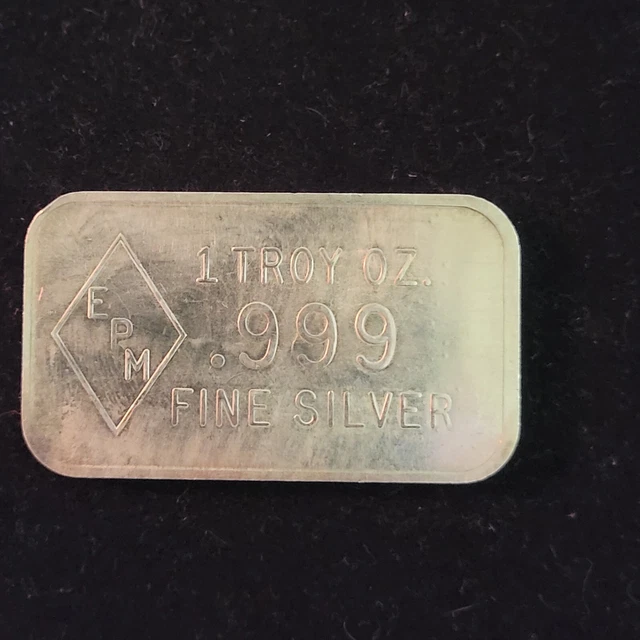 EPM
1 TROY OZ.
.999
FINE SILVER